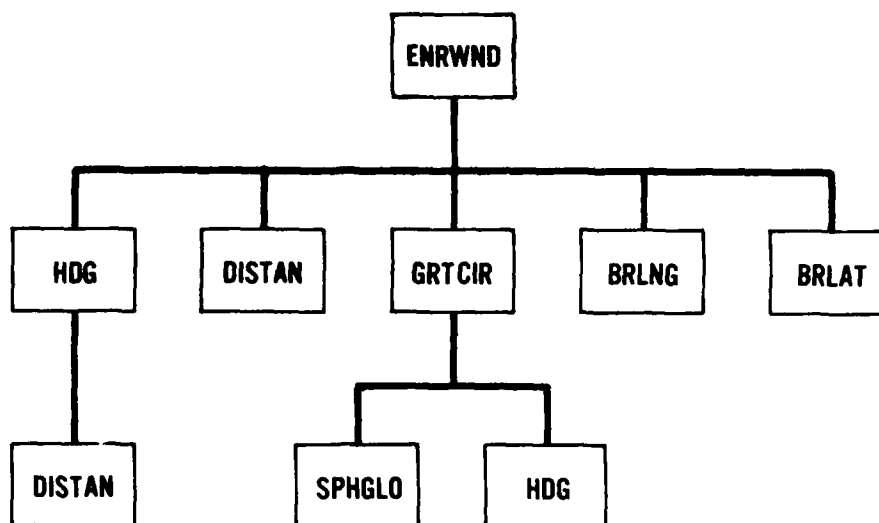 ENRWND
HDG
DISTAN
GRTCIR
BRLNG
BRLAT
DISTAN
SPHGLO
HDG